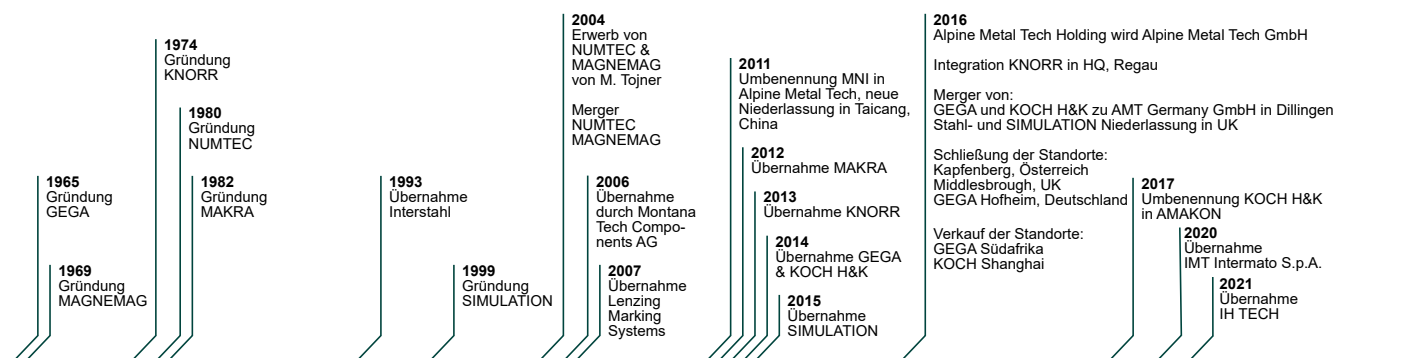 1965
Gründung
GEGA
1969
Gründung
MAGNEMAG
1974
Gründung
KNORR
1980
Gründung
NUMTEC
1982
Gründung
MAKRA
1993
Übernahme
Interstahl
1999
Gründung
SIMULATION
2004
Erwerb von
NUMTEC &
MAGNEMAG
von M. Tojner
Merger
NUMTEC
MAGNEMAG
2006
Übernahme
durch Montana
Tech Compo-
nents AG
2007
Übernahme
Lenzing
Marking
Systems
2011
Umbenennung MNI in
Alpine Metal Tech, neue
Niederlassung in Taicang,
China
2012
Übernahme MAKRA
2013
Übernahme KNORR
2014
Übernahme GEGA
& KOCH H&K
2015
Übernahme
SIMULATION
2016
Alpine Metal Tech Holding wird Alpine Metal Tech GmbH
Integration KNORR in HQ, Regau
Merger von:
GEGA und KOCH H&K zu AMT Germany GmbH in Dillingen
Stahl- und SIMULATION Niederlassung in UK
Schließung der Standorte:
Kapfenberg, Österreich
Middlesbrough, UK
GEGA Hofheim, Deutschland
Verkauf der Standorte:
GEGA Südafrika
KOCH Shanghai
2017
Umbenennung KOCH H&K
in AMAKON
2020
Übernahme
IMT Intermato S.p.A.
2021
Übernahme
IH TECH